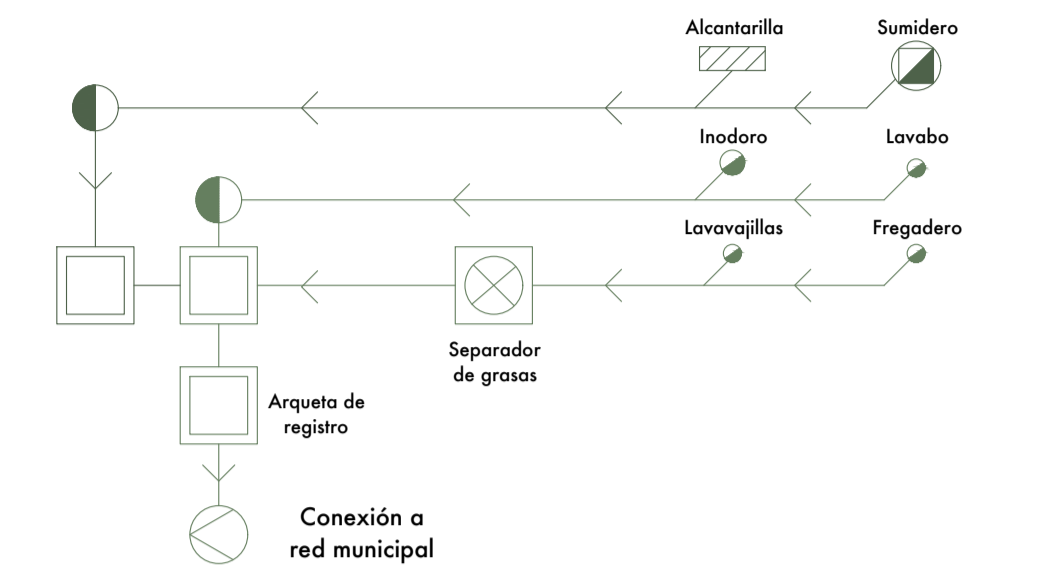 Alcantarilla
Sumidero
Inodoro
Lavabo
Lavavajillas
Fregadero
Separador
de grasas
Arqueta de
registro
Conexión a
red municipal